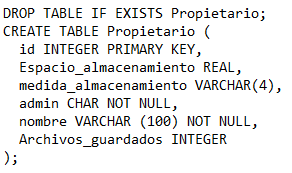 DROP TABLE IF EXISTS Propietario;
CREATE TABLE Propietario (
  id INTEGER PRIMARY KEY,
  Espacio_almacenamiento REAL,
  medida_almacenamiento VARCHAR(4),
  admin CHAR NOT NULL,
  nombre VARCHAR (100) NOT NULL,
  Archivos_guardados INTEGER
);